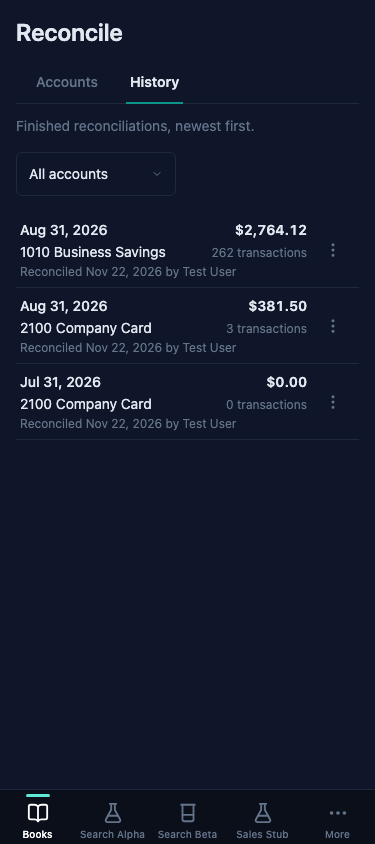 Reconcile
Accounts History
Finished reconciliations, newest first.
All accounts
Aug 31, 2026 $2,764.12
1010 Business Savings 262 transactions
Reconciled Nov 22, 2026 by Test User
Aug 31, 2026 $381.50
2100 Company Card 3 transactions
Reconciled Nov 22, 2026 by Test User
Jul 31, 2026 $0.00
2100 Company Card 0 transactions
Reconciled Nov 22, 2026 by Test User
Books Search Alpha Search Beta Sales Stub More